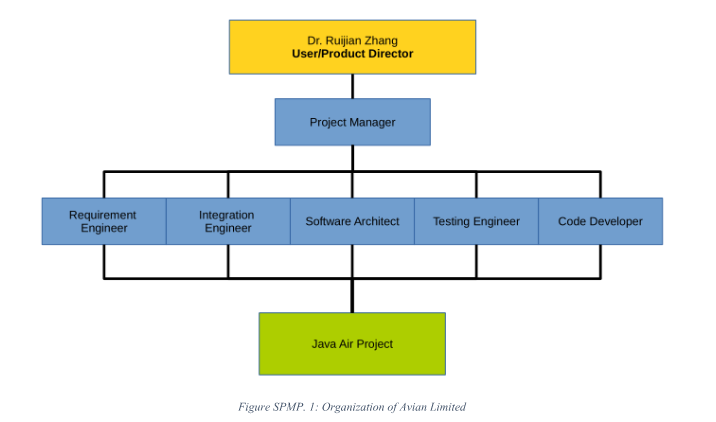 Dr. Ruijian Zhang
User/Product Director
Project Manager
Requirement
Engineer
Integration
Engineer
Software Architect
Testing Engineer
Code Developer
Java Air Project
Figure SPMP. 1: Organization of Avian Limited